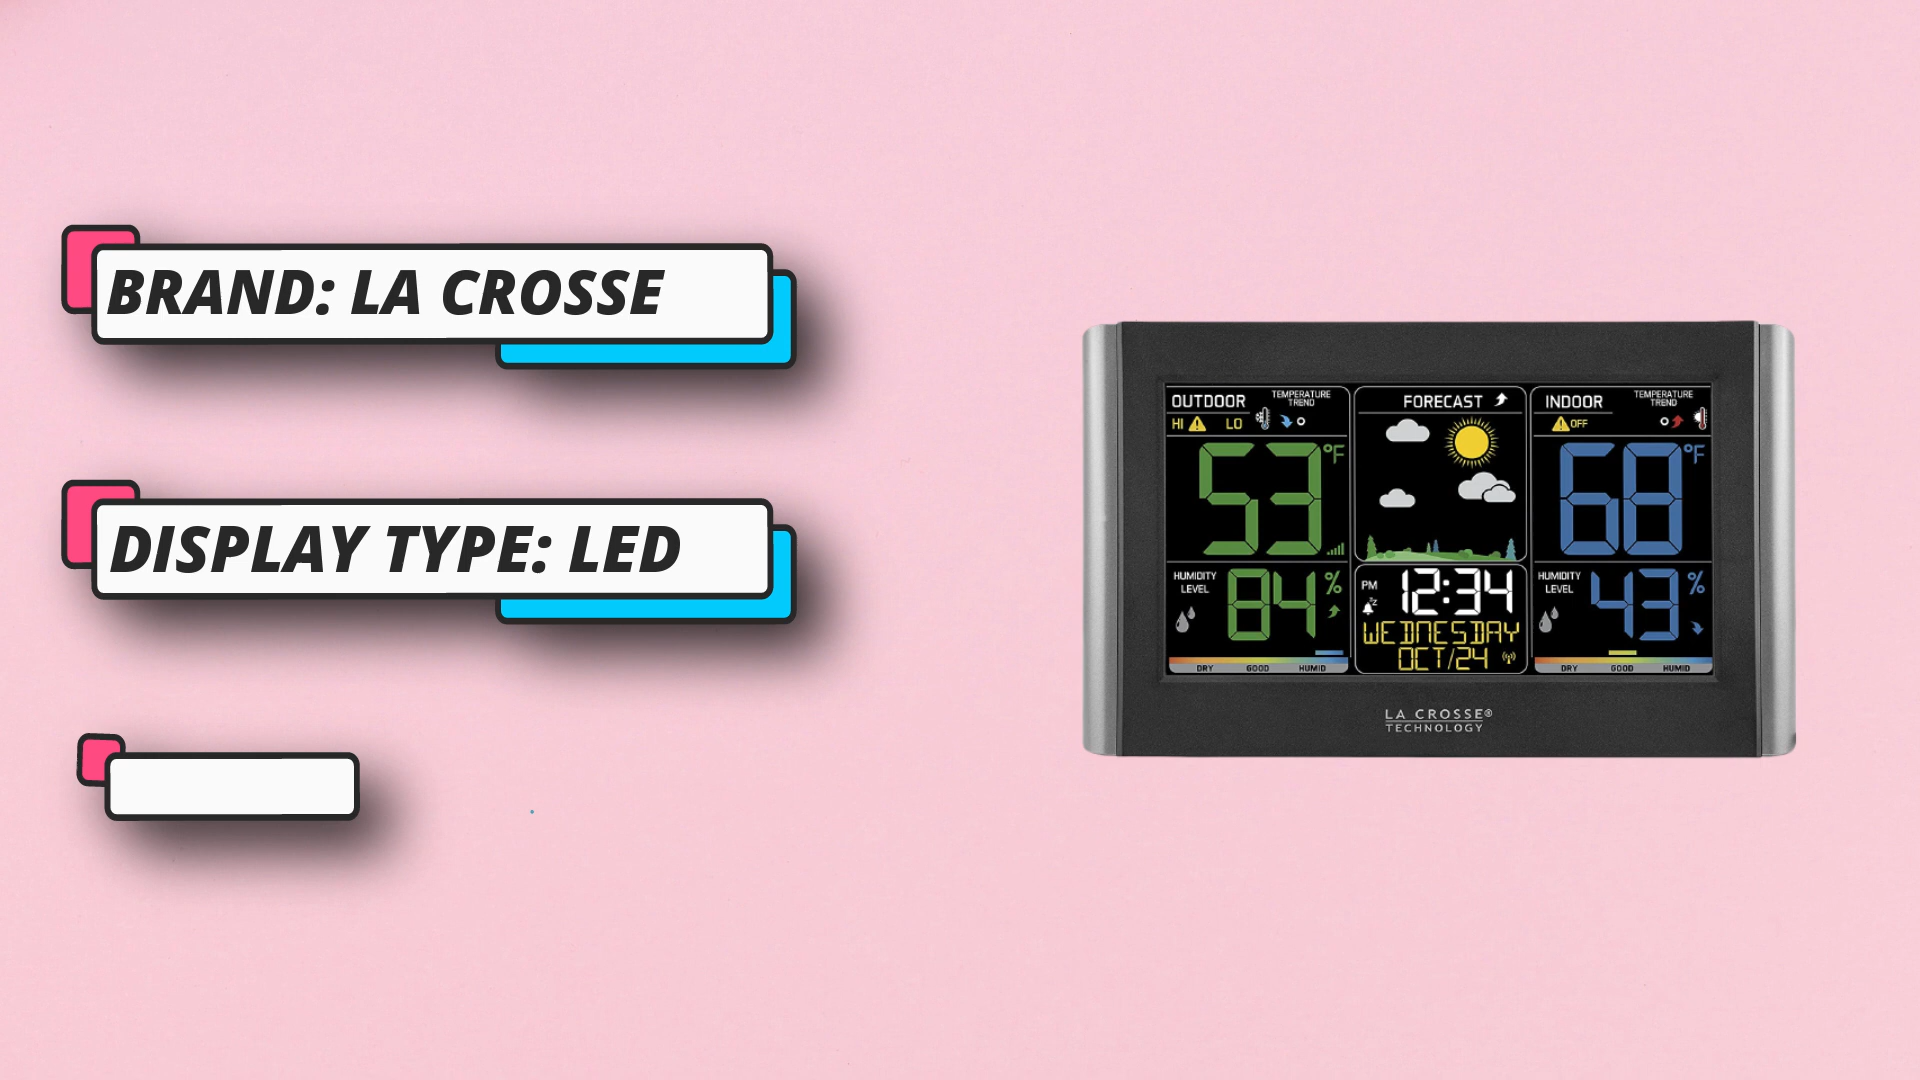 BRAND: LA CROSSE
DISPLAY TYPE: LED
OUTDOOR
TEMPERATURE
TREND
HI LO
53 °F
HUMIDITY
LEVEL
84 %
DRY GOOD HUMID
FORECAST
PM 12:34
WEDNESDAY
OCT/24
INDOOR
TEMPERATURE
TREND
OFF
68 °F
HUMIDITY
LEVEL
43 %
DRY GOOD HUMID
LA CROSSE®
TECHNOLOGY